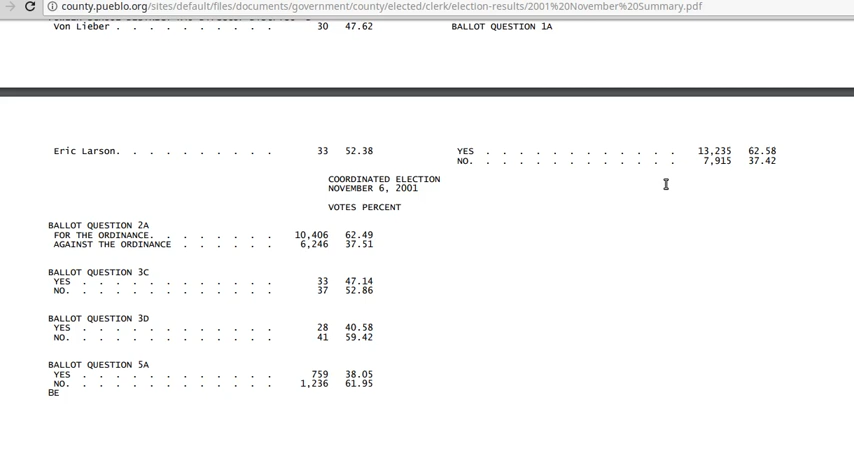 county.pueblo.org/sites/default/files/documents/government/county/elected/clerk/election-results/2001%20November%20Summary.pdf
Von Lieber . . . . . . . . . . 30 47.62
BALLOT QUESTION 1A
Eric Larson. . . . . . . . . . 33 52.38
YES . . . . . . . . . . . . 13,235 62.58
NO. . . . . . . . . . . . . 7,915 37.42
COORDINATED ELECTION
NOVEMBER 6, 2001
VOTES PERCENT
BALLOT QUESTION 2A
FOR THE ORDINANCE. . . . . . . 10,406 62.49
AGAINST THE ORDINANCE . . . . . . 6,246 37.51
BALLOT QUESTION 3C
YES . . . . . . . . . . . . 33 47.14
NO. . . . . . . . . . . . . 37 52.86
BALLOT QUESTION 3D
YES . . . . . . . . . . . . 28 40.58
NO. . . . . . . . . . . . . 41 59.42
BALLOT QUESTION 5A
YES . . . . . . . . . . . . 759 38.05
NO. . . . . . . . . . . . . 1,236 61.95
BE